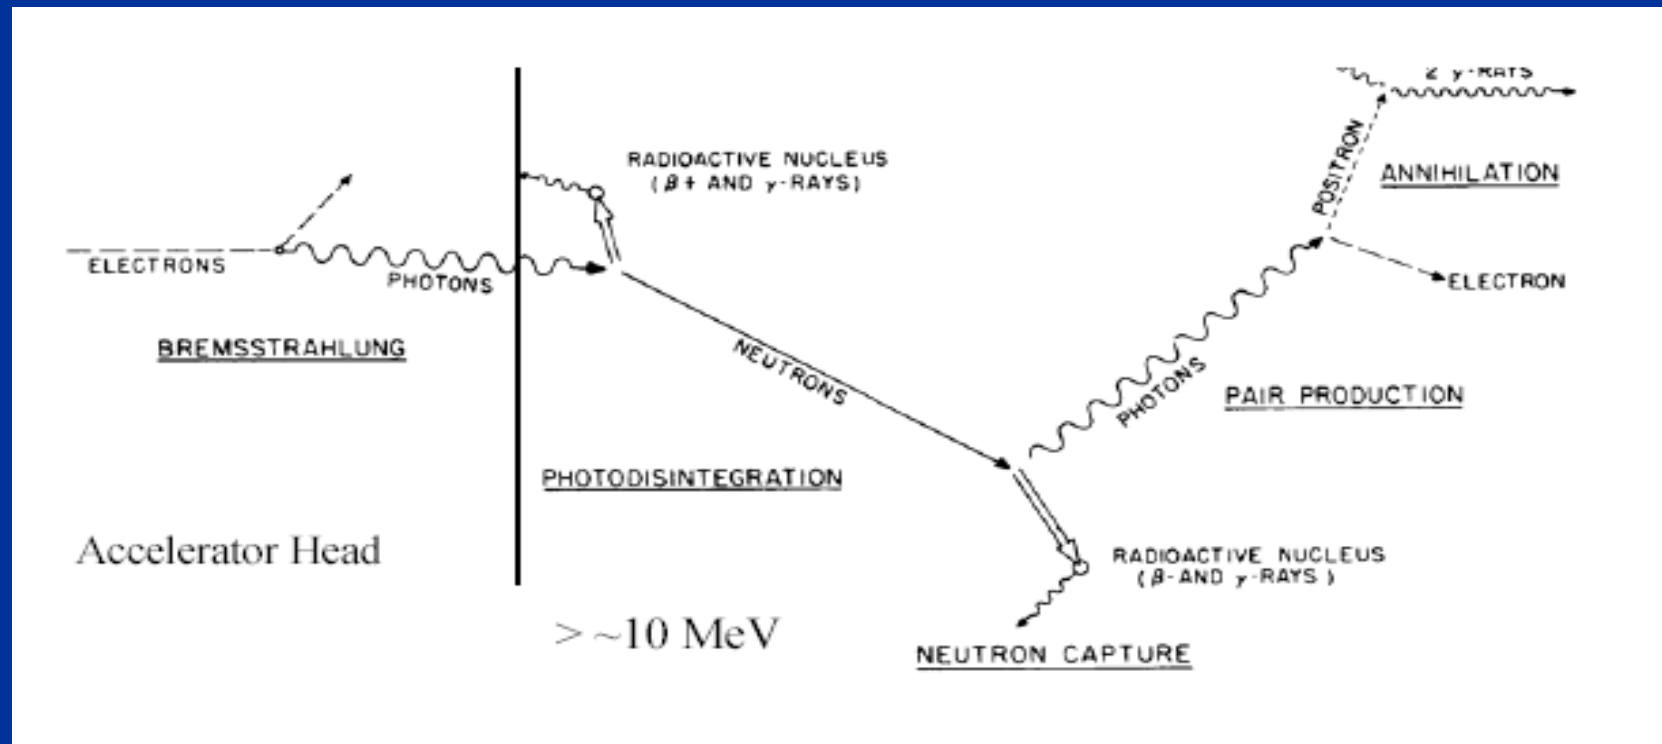 2 γ-RAYS
RADIOACTIVE NUCLEUS
(β+ AND γ-RAYS)
POSITRON
ANNIHILATION
ELECTRONS
PHOTONS
ELECTRON
BREMSSTRAHLUNG
NEUTRONS
PHOTONS
PAIR PRODUCTION
PHOTODISINTEGRATION
Accelerator Head
RADIOACTIVE NUCLEUS
(β-AND γ-RAYS)
> ~10 MeV
NEUTRON CAPTURE